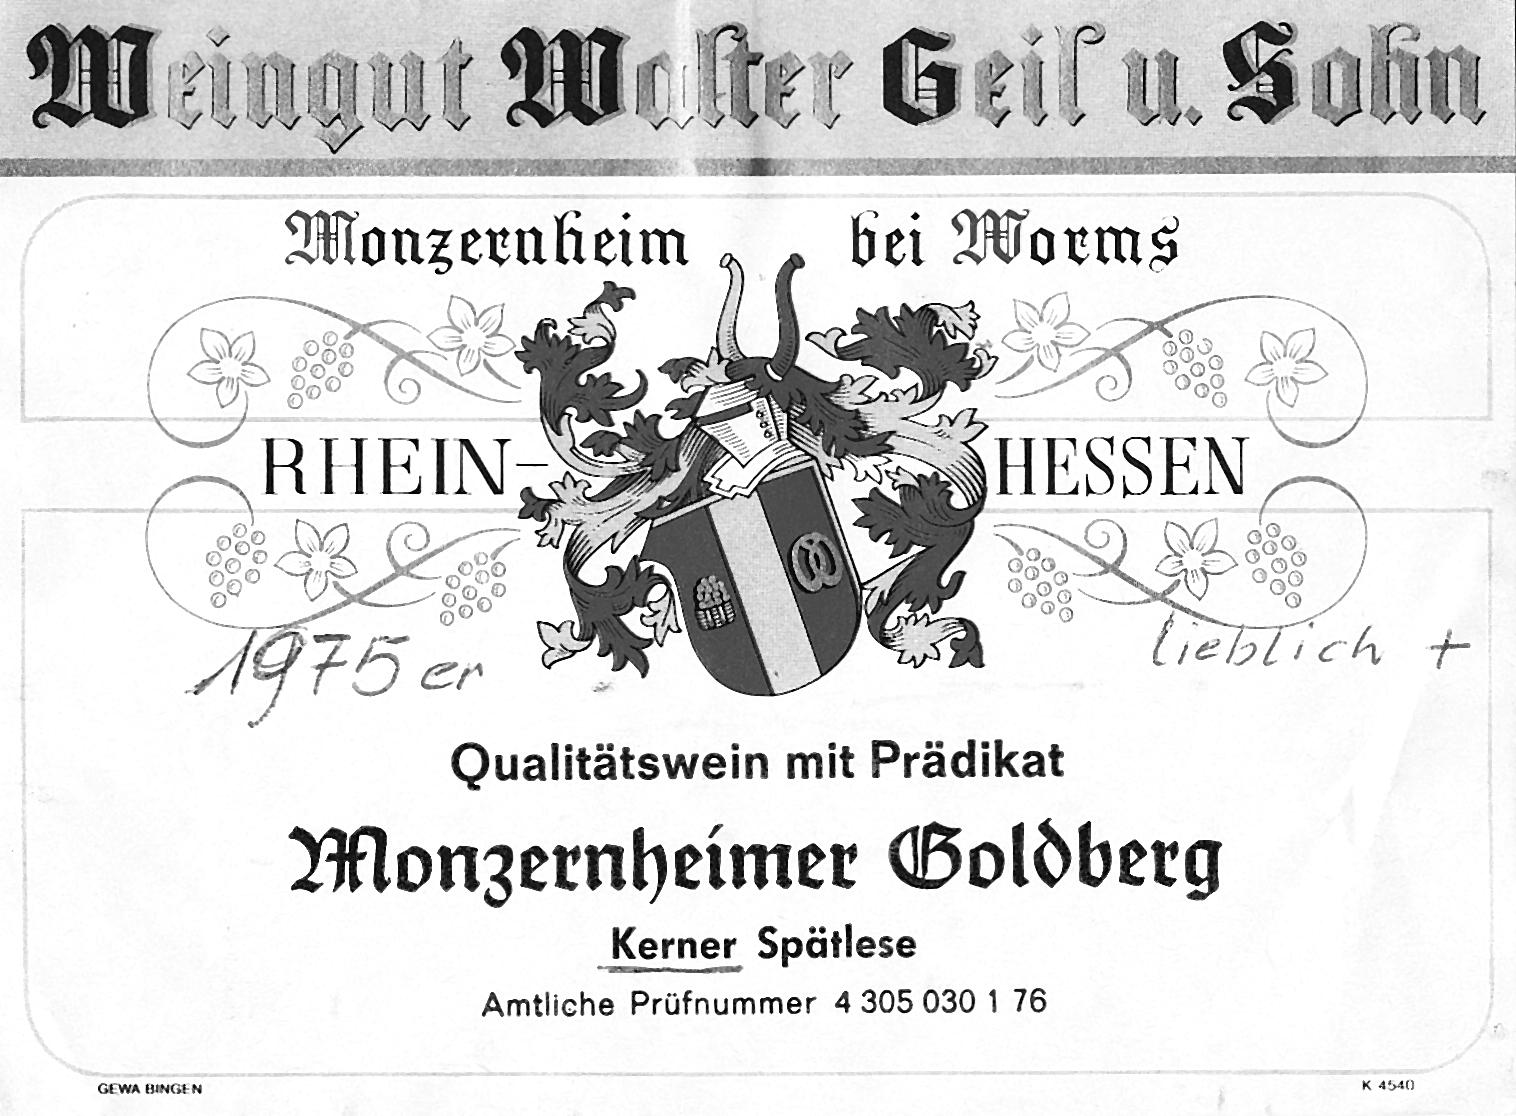 Weingut Walter Geil u. Sohn
Monzernheim bei Worms
RHEIN-HESSEN
1975er lieblich +
Qualitätswein mit Prädikat
Monzernheimer Goldberg
Kerner Spätlese
Amtliche Prüfnummer 4 305 030 1 76
GEWA BINGEN K 4540